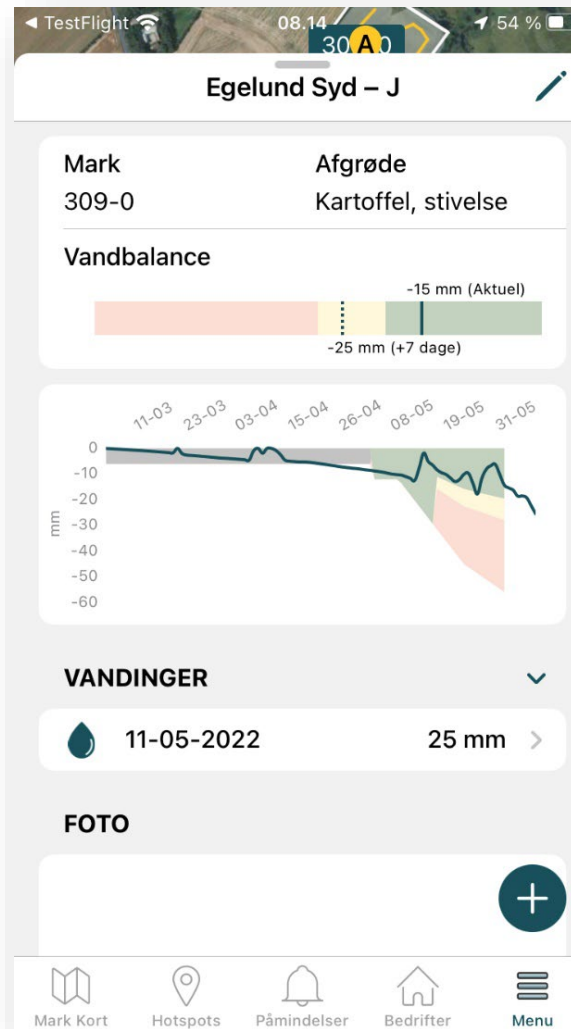 ◀ TestFlight 08.14 54 %
A
Egelund Syd – J
Mark Afgrøde
309-0 Kartoffel, stivelse
Vandbalance
-15 mm (Aktuel)
-25 mm (+7 dage)
11-03 23-03 03-04 15-04 26-04 08-05 19-05 31-05
0
-10
-20
-30
-40
-50
-60
mm
VANDINGER
11-05-2022 25 mm
FOTO
Mark Kort Hotspots Påmindelser Bedrifter Menu